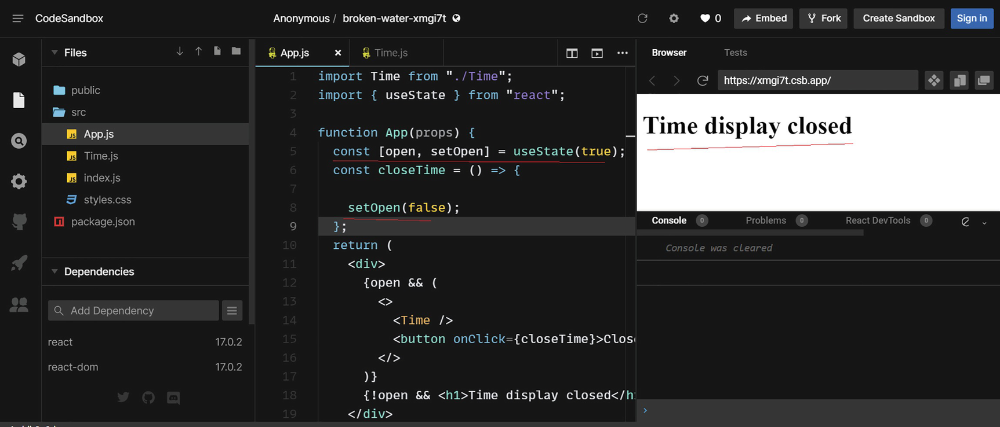 CodeSandbox
Anonymous / broken-water-xmgi7t
0
Embed
Fork
Create Sandbox
Sign in
Files
public
src
App.js
Time.js
index.js
styles.css
package.json
Dependencies
Add Dependency
react 17.0.2
react-dom 17.0.2
App.js
Time.js
1 import Time from "./Time";
2 import { useState } from "react";
3
4 function App(props) {
5 const [open, setOpen] = useState(true);
6 const closeTime = () => {
7
8 setOpen(false);
9 };
10 return (
11 <div>
12 {open && (
13 <>
14 <Time />
15 <button onClick={closeTime}>Clos
16 </>
17 )}
18 {!open && <h1>Time display closed</h
19 </div>
Browser
Tests
https://xmgi7t.csb.app/
Time display closed
Console 0
Problems 0
React DevTools 0
Console was cleared